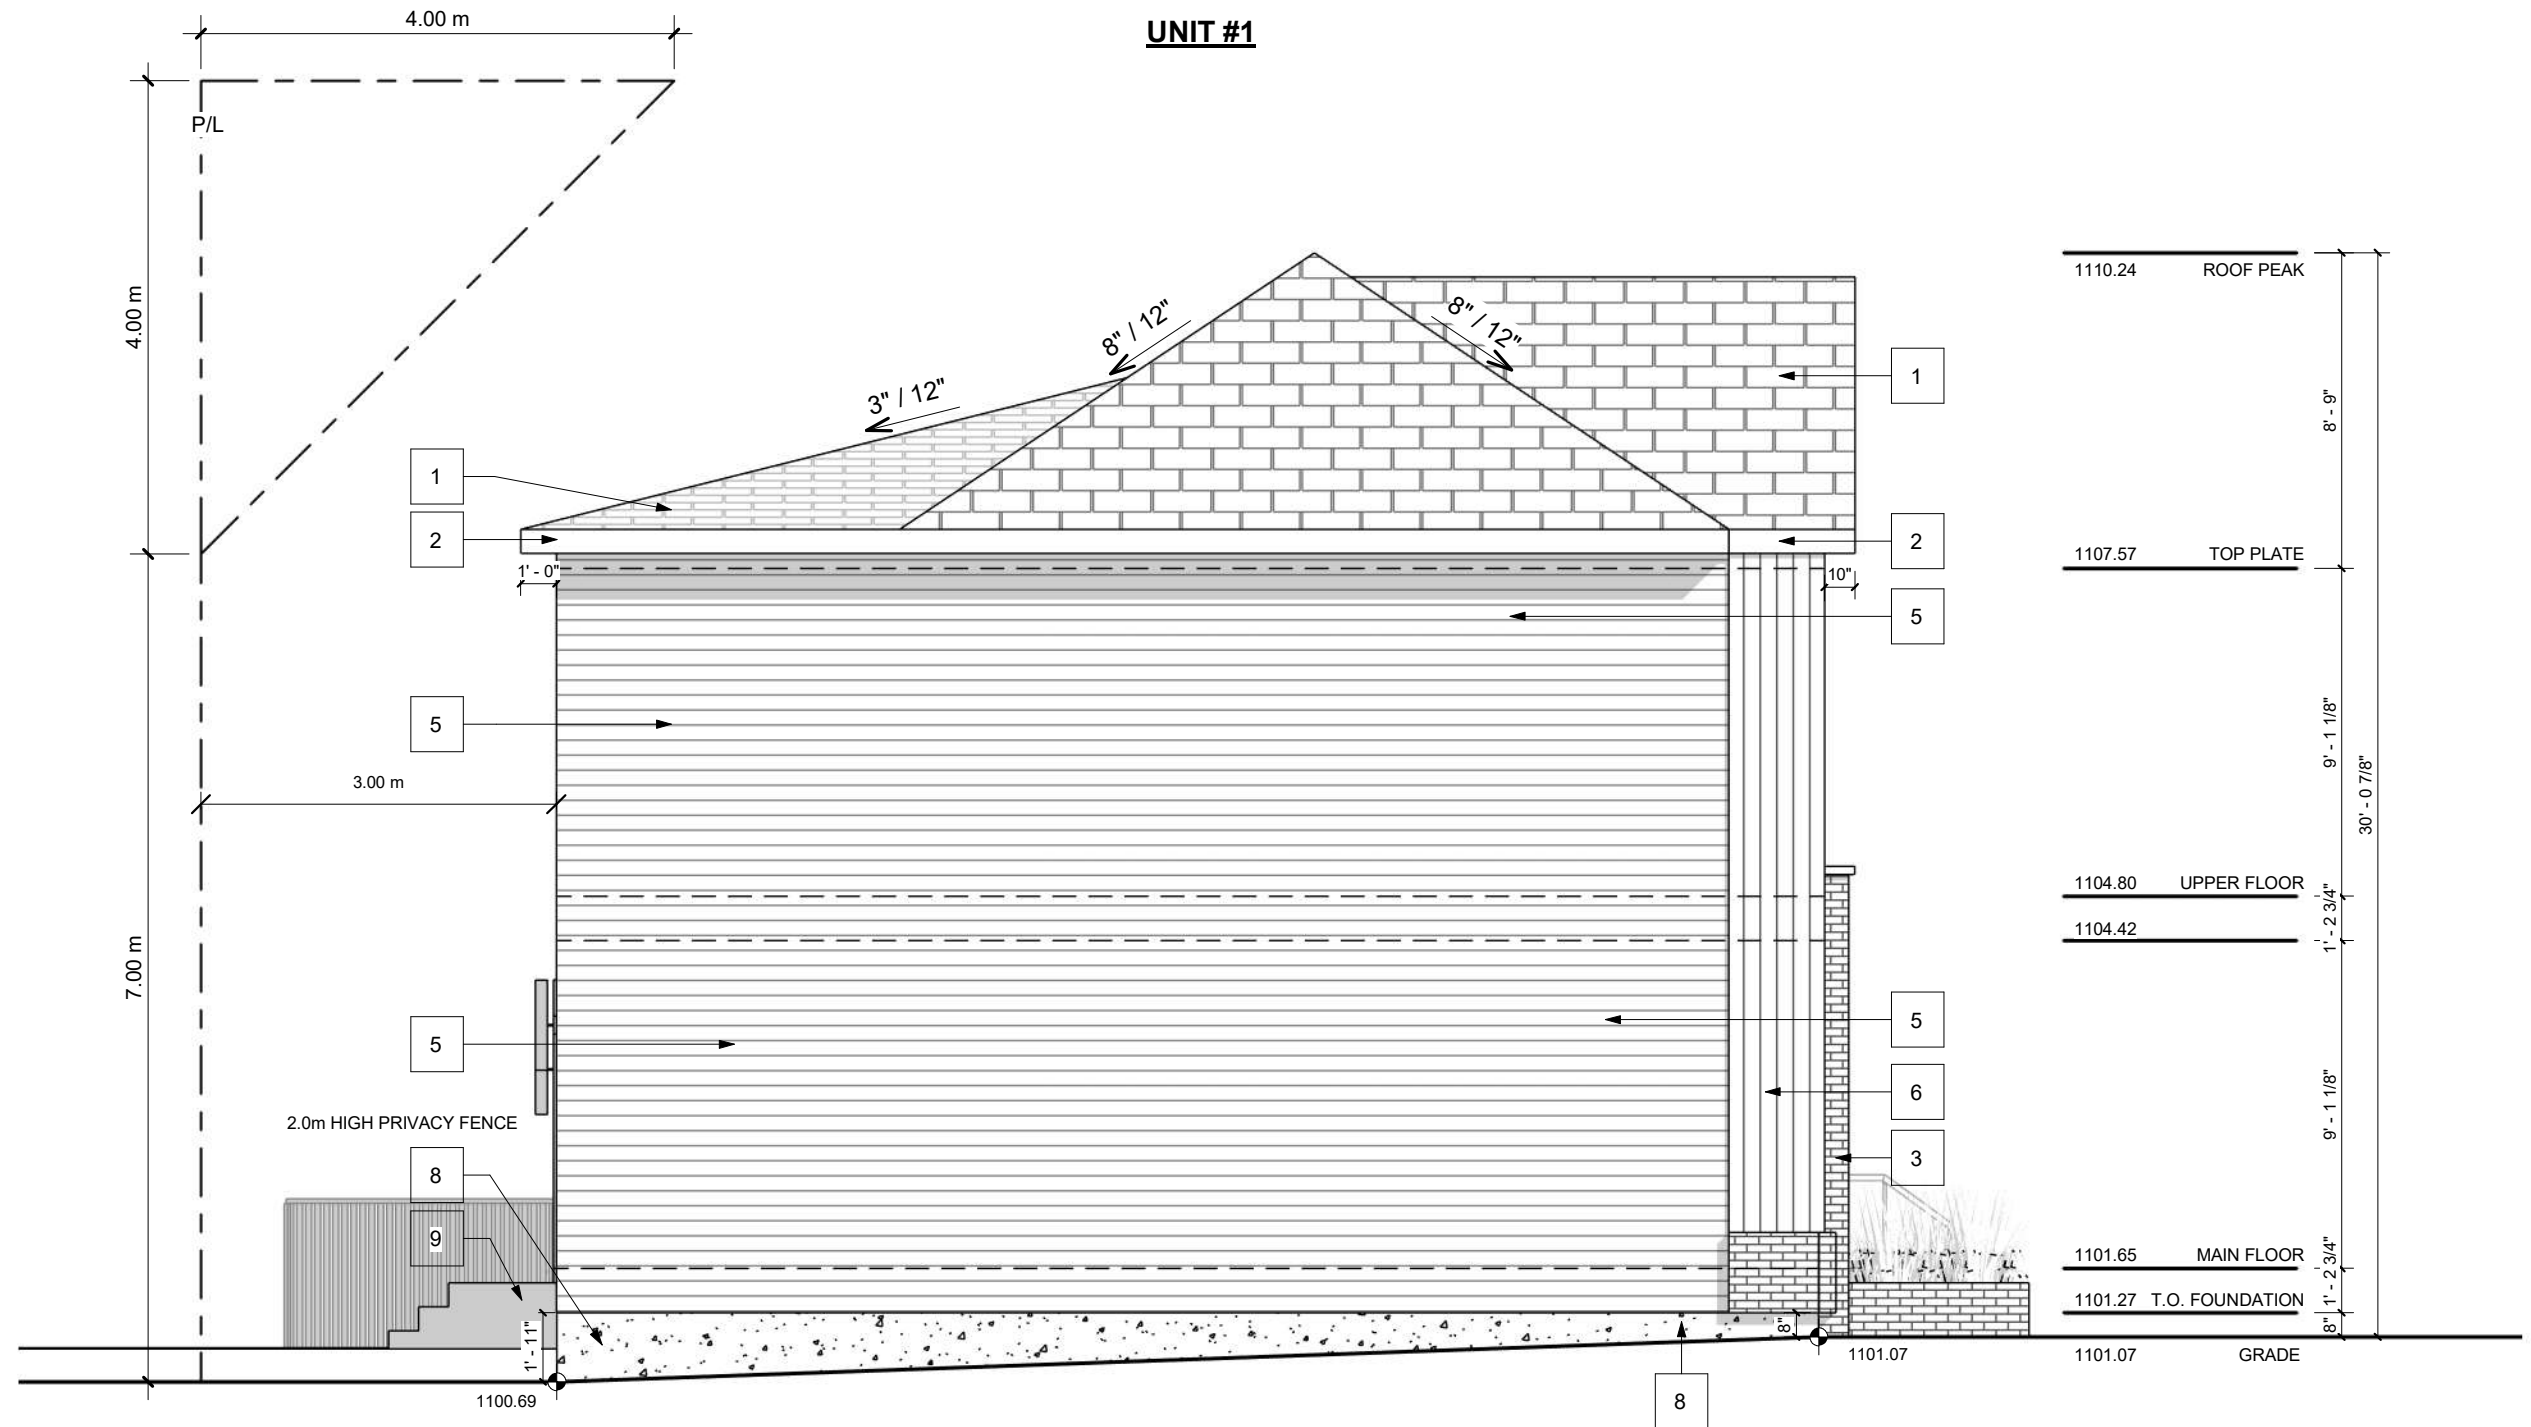 4.00 m
UNIT #1
P/L
4.00 m
1110.24 ROOF PEAK
8" / 12"
8" / 12"
3" / 12"
1
8' - 9"
1
2
2
1107.57 TOP PLATE
1' - 0"
10"
5
5
9' - 1 1/8"
3.00 m
30' - 0 7/8"
1104.80 UPPER FLOOR
1' - 2 3/4"
1104.42
7.00 m
5
5
6
9' - 1 1/8"
2.0m HIGH PRIVACY FENCE
3
8
9
1101.65 MAIN FLOOR
1' - 2 3/4"
1101.27 T.O. FOUNDATION
1' - 11"
8"
8"
1101.07
1101.07 GRADE
1100.69
8